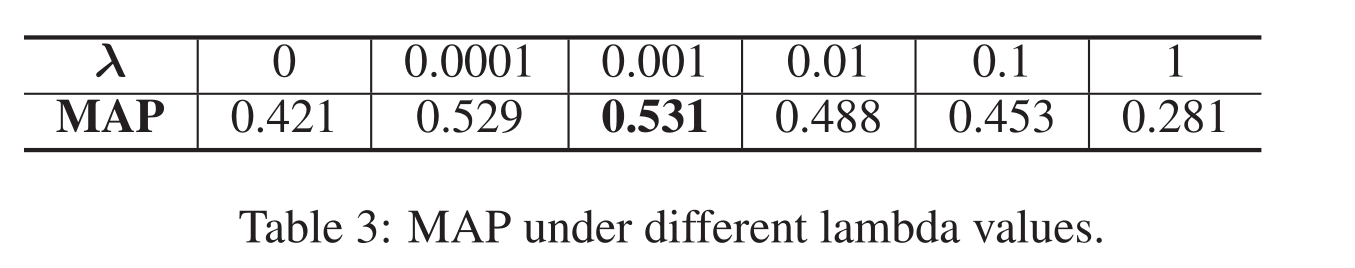 λ 0 0.0001 0.001 0.01 0.1 1
MAP 0.421 0.529 0.531 0.488 0.453 0.281
Table 3: MAP under different lambda values.